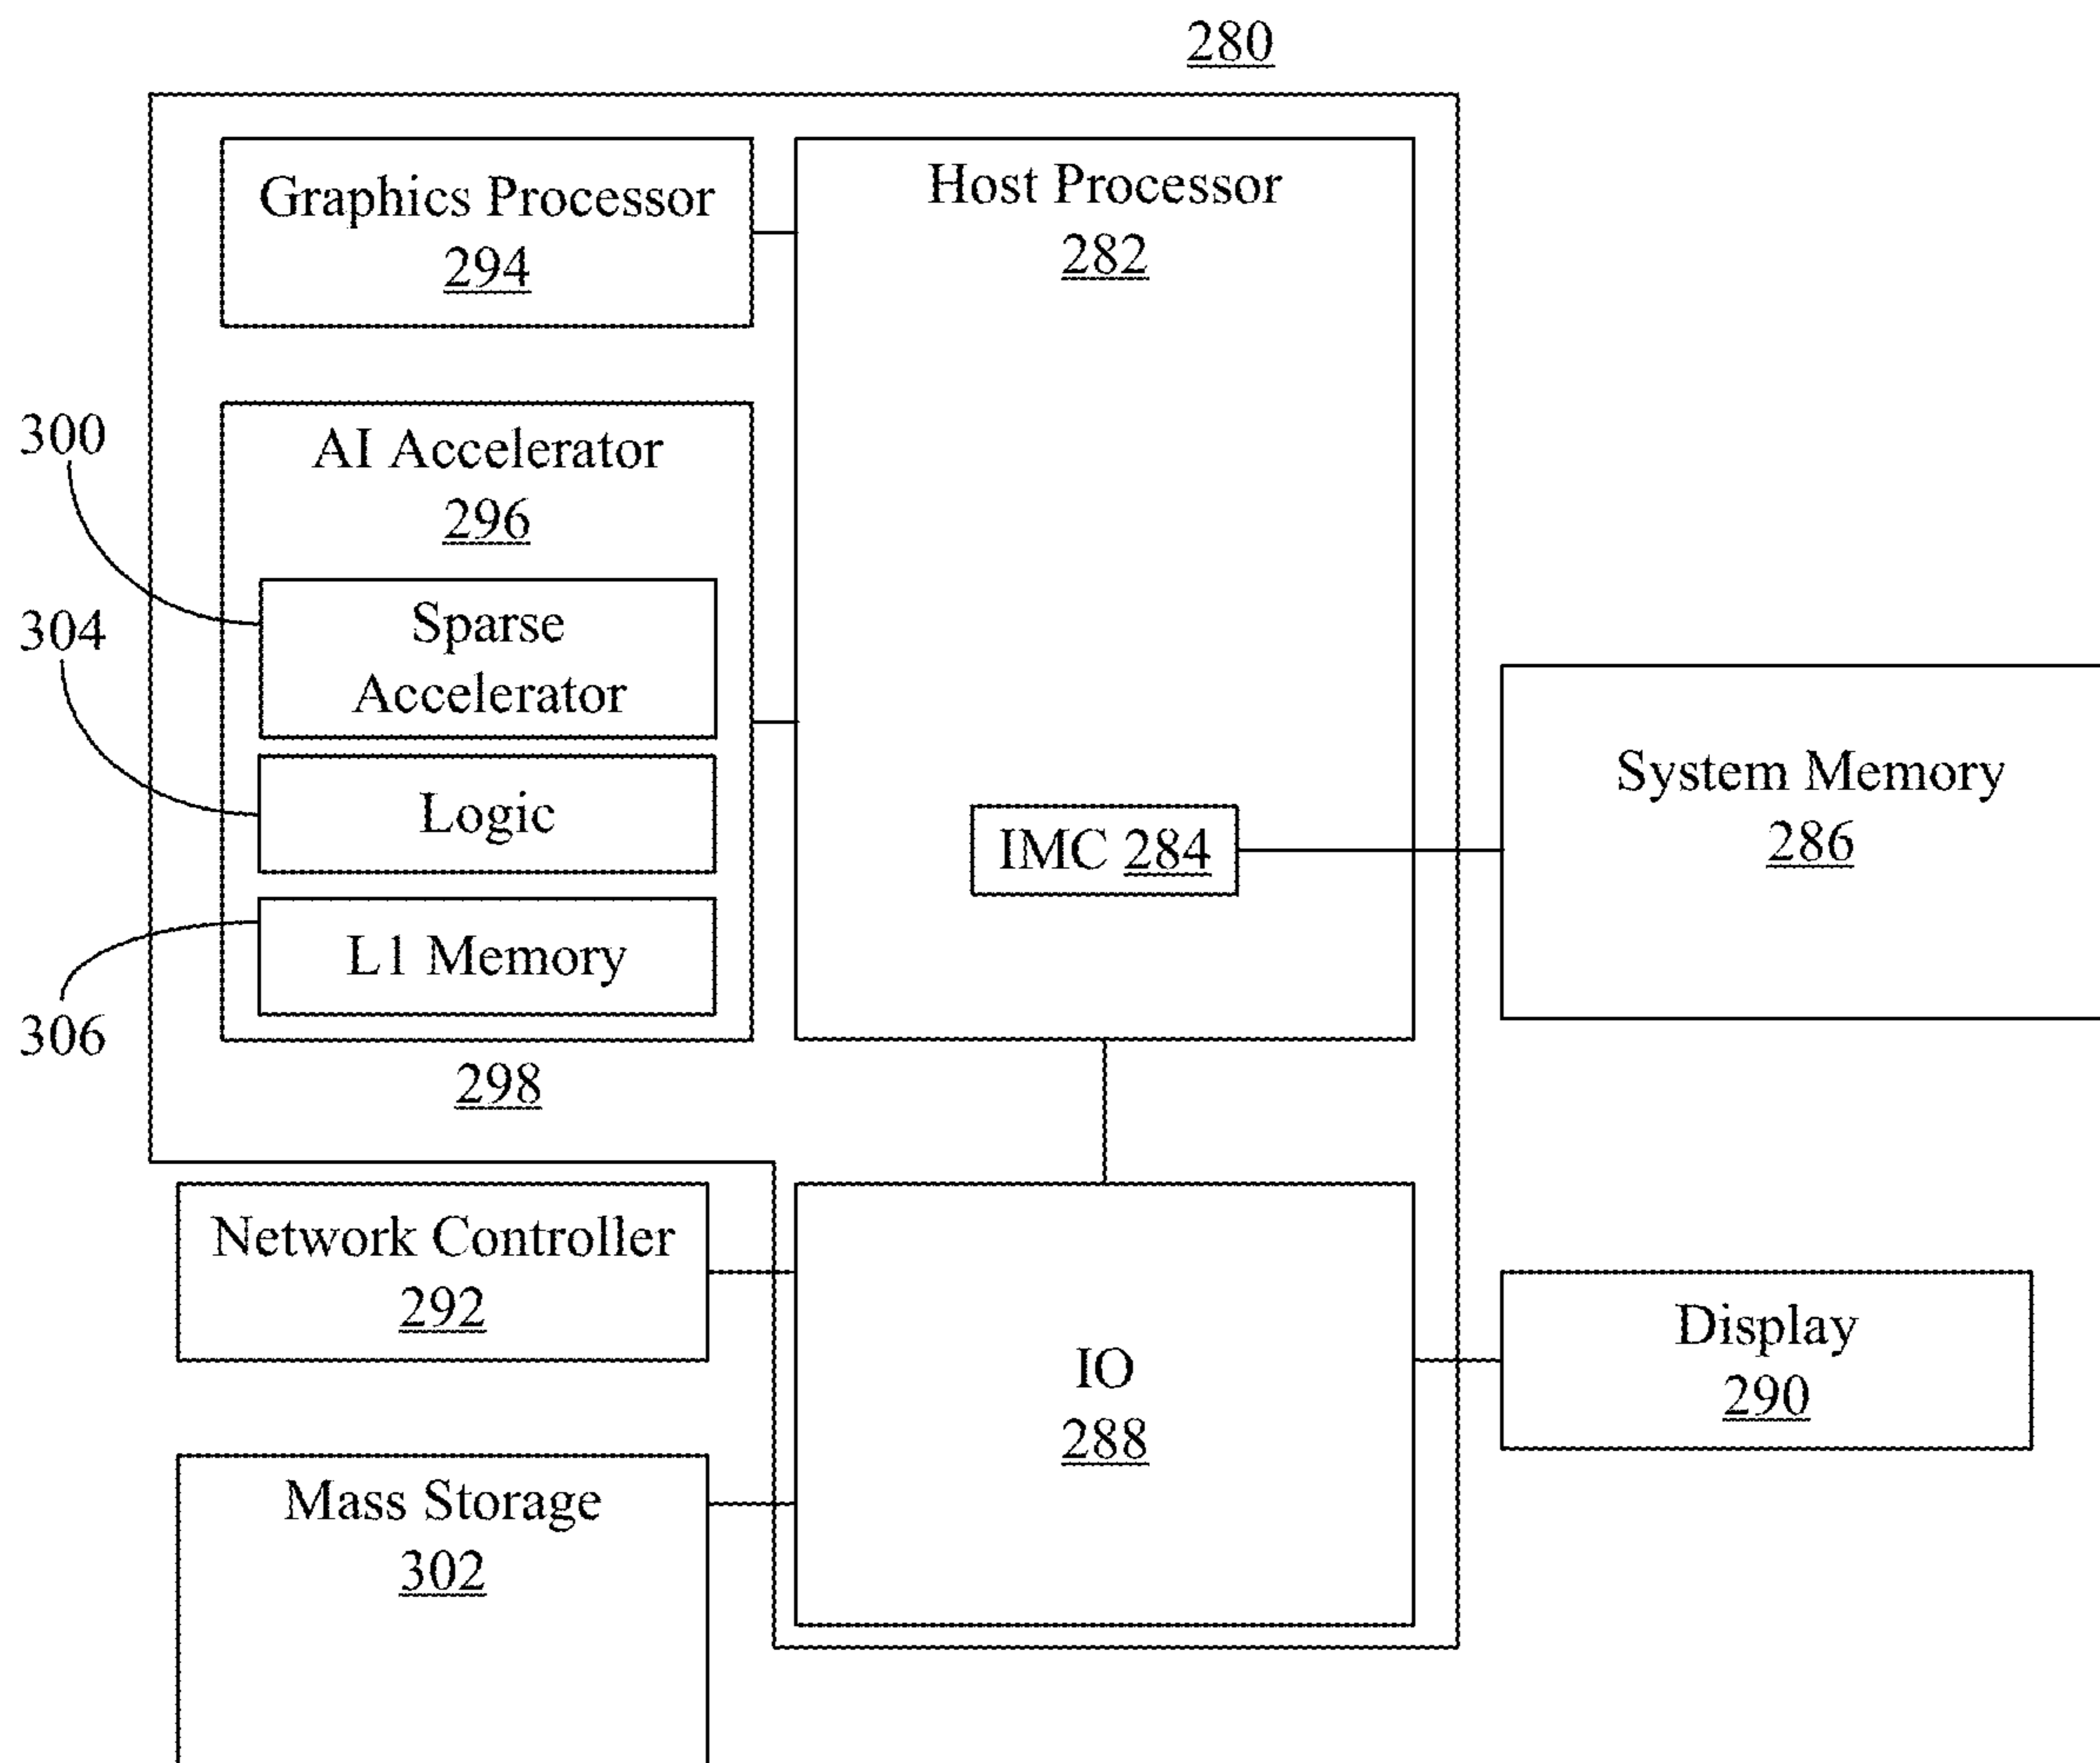 280
Graphics Processor
294
Host Processor
282
300
AI Accelerator
296
304
Sparse
Accelerator
Logic
IMC 284
System Memory
286
L1 Memory
306
298
Network Controller
292
IO
288
Display
290
Mass Storage
302